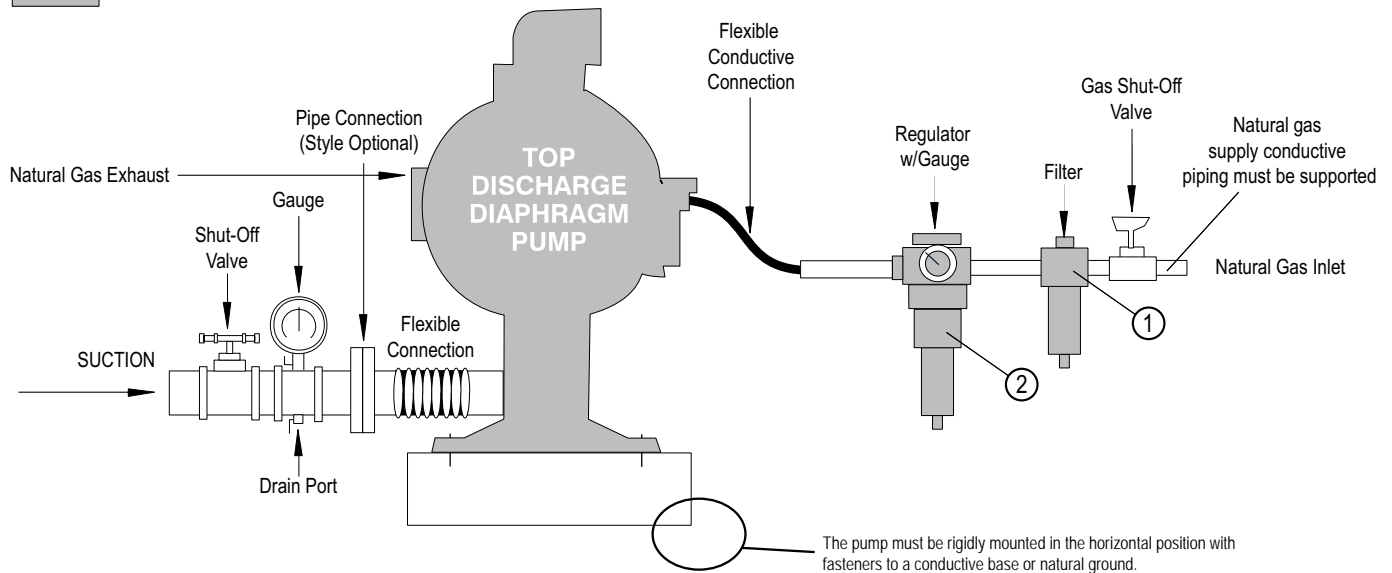 Flexible
Conductive
Connection
Gas Shut-Off
Valve
Pipe Connection
(Style Optional)
Regulator
w/Gauge
Natural gas
supply conductive
piping must be supported
TOP
DISCHARGE
DIAPHRAGM
PUMP
Natural Gas Exhaust
Filter
Gauge
Shut-Off
Valve
Natural Gas Inlet
Flexible
Connection
1
SUCTION
2
Drain Port
The pump must be rigidly mounted in the horizontal position with
fasteners to a conductive base or natural ground.